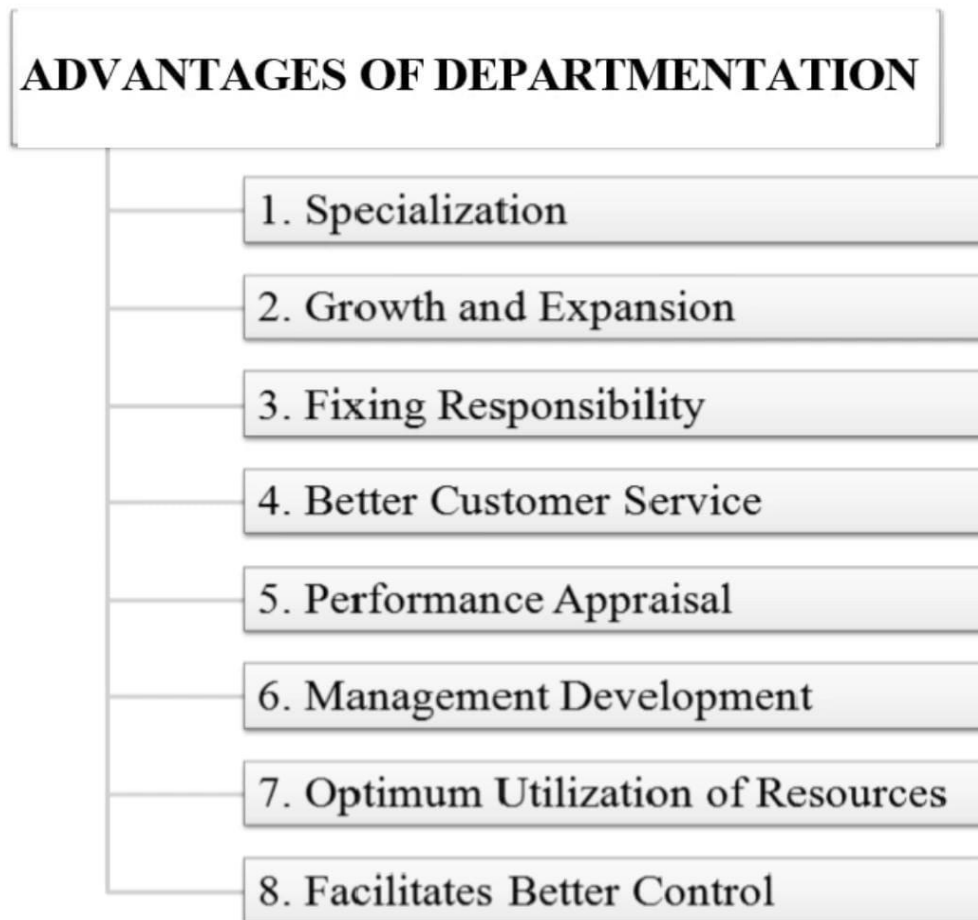 ADVANTAGES OF DEPARTMENTATION
1. Specialization
2. Growth and Expansion
3. Fixing Responsibility
4. Better Customer Service
5. Performance Appraisal
6. Management Development
7. Optimum Utilization of Resources
8. Facilitates Better Control